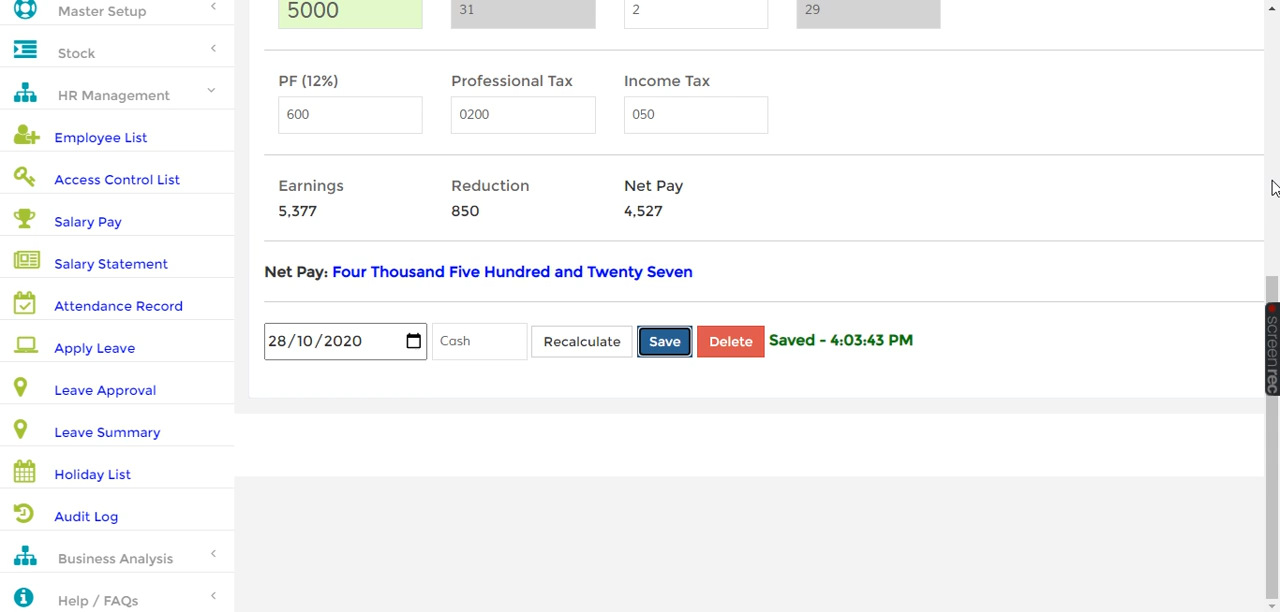 Master Setup
Stock
HR Management
Employee List
Access Control List
Salary Pay
Salary Statement
Attendance Record
Apply Leave
Leave Approval
Leave Summary
Holiday List
Audit Log
Business Analysis
Help / FAQs
5000 31 2 29
PF (12%) Professional Tax Income Tax
600 0200 050
Earnings Reduction Net Pay
5,377 850 4,527
Net Pay: Four Thousand Five Hundred and Twenty Seven
28/10/2020 Cash Recalculate Save Delete Saved - 4:03:43 PM
screenrec